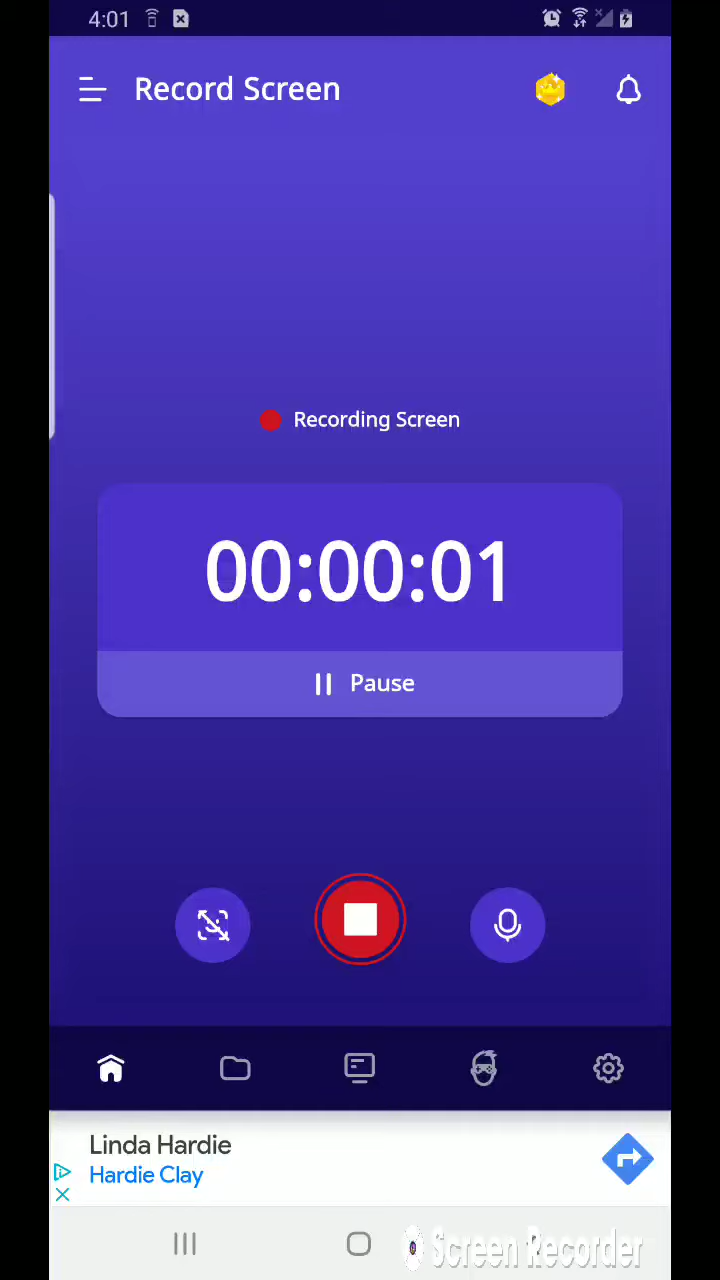 4:01
Record Screen
Recording Screen
00:00:01
Pause
Linda Hardie
Hardie Clay
Screen Recorder